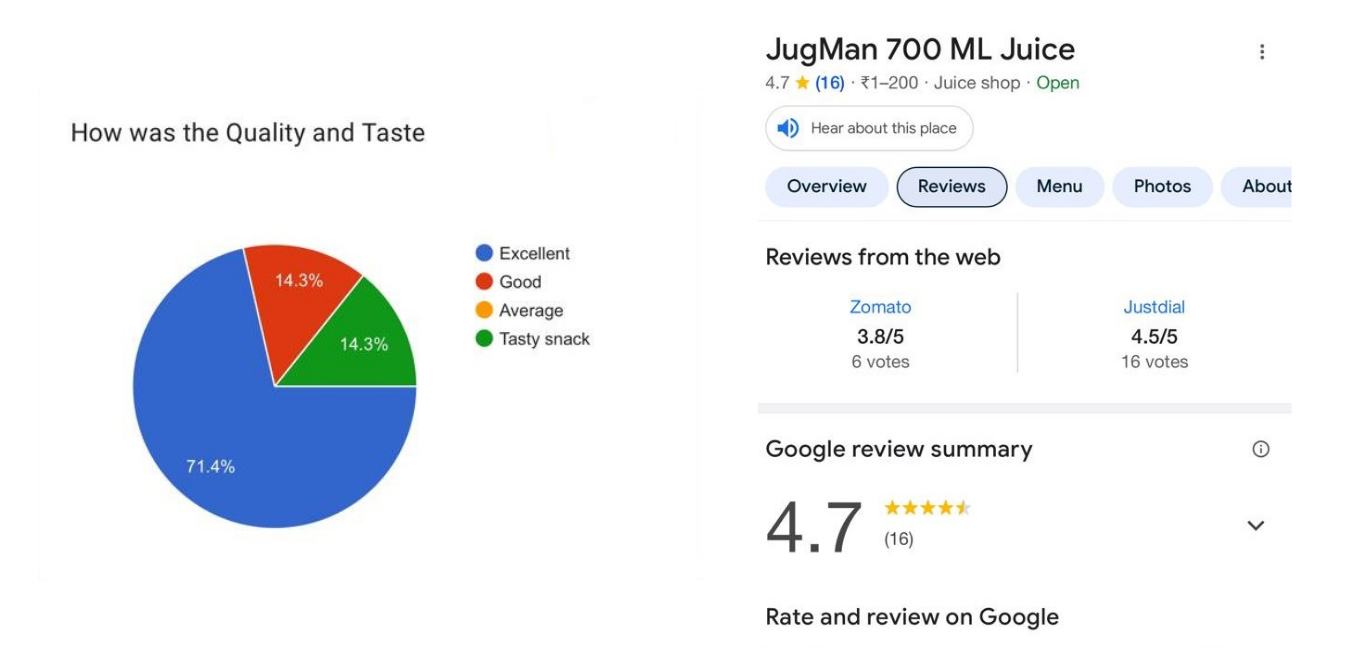 How was the Quality and Taste
14.3%
14.3%
71.4%
Excellent
Good
Average
Tasty snack
JugMan 700 ML Juice
4.7 ★ (16) · ₹1–200 · Juice shop · Open
Hear about this place
Overview Reviews Menu Photos About
Reviews from the web
Zomato Justdial
3.8/5 4.5/5
6 votes 16 votes
Google review summary
4.7
(16)
Rate and review on Google